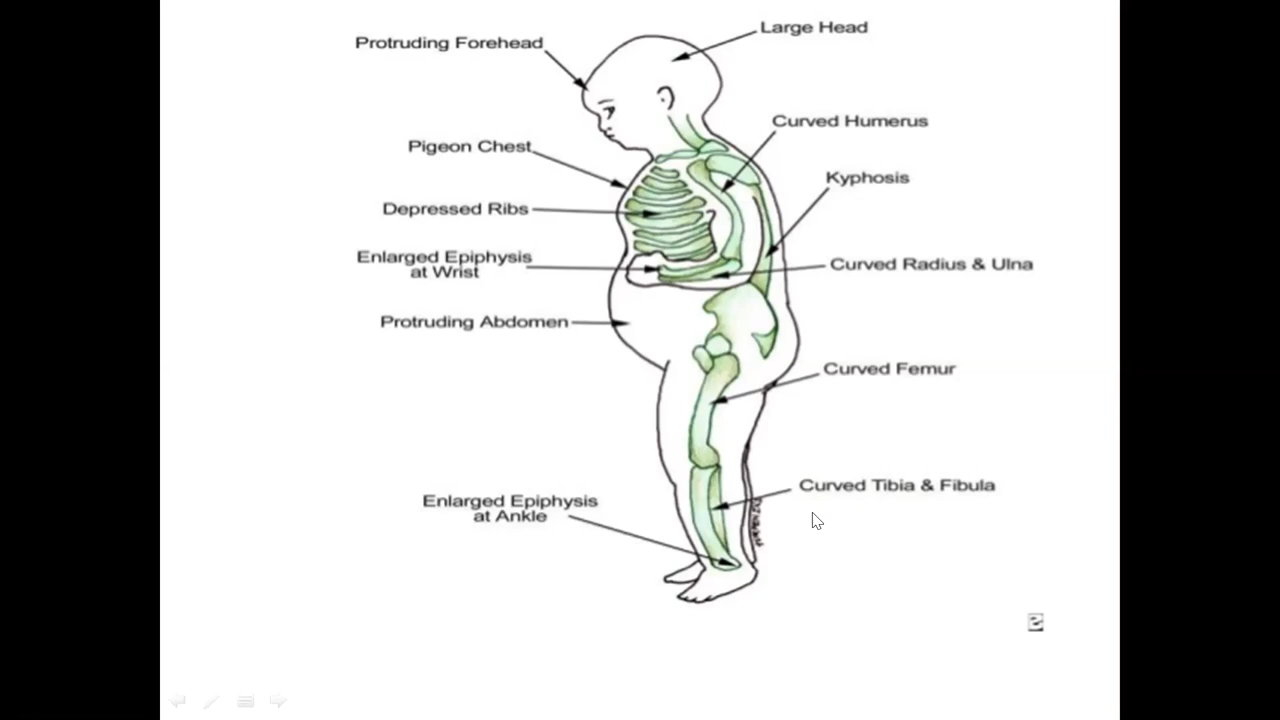 Large Head
Protruding Forehead
Curved Humerus
Pigeon Chest
Kyphosis
Depressed Ribs
Enlarged Epiphysis
at Wrist
Curved Radius & Ulna
Protruding Abdomen
Curved Femur
Curved Tibia & Fibula
Enlarged Epiphysis
at Ankle